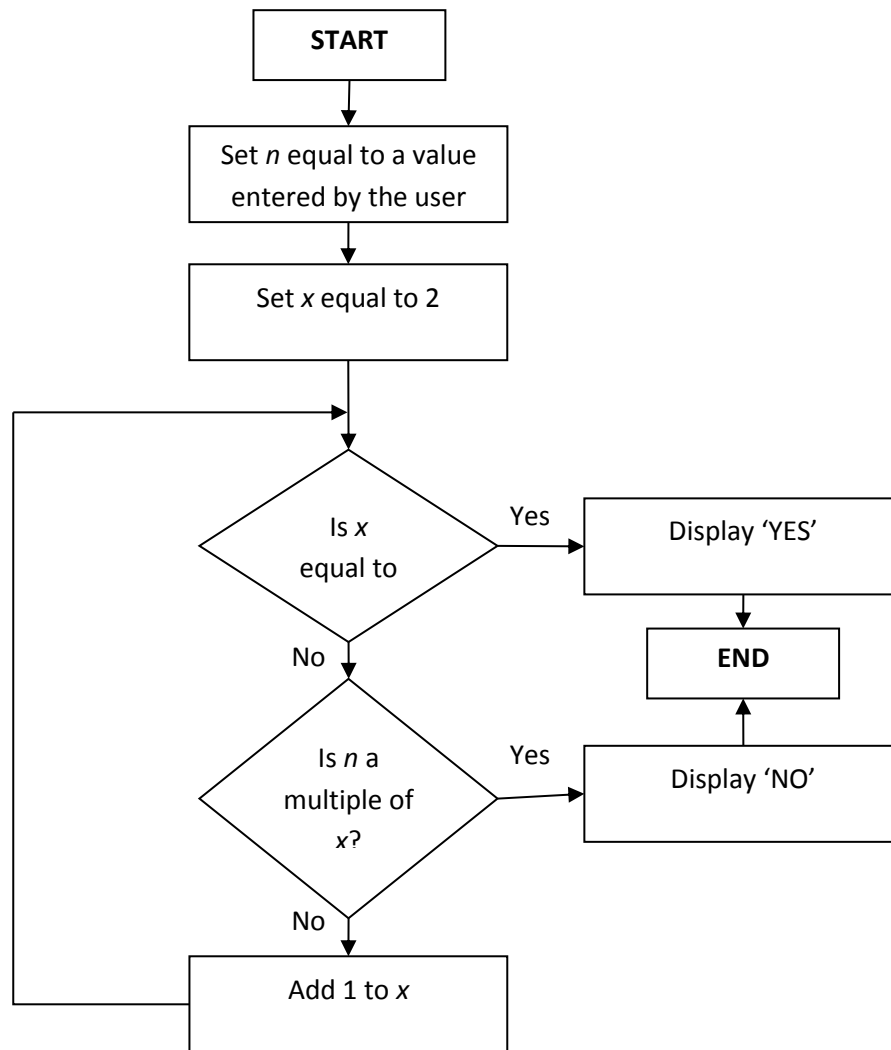 START
Set n equal to a value
entered by the user
Set x equal to 2
Is x
equal to
Yes
Display ‘YES’
No
END
Is n a
multiple of
x?
Yes
Display ‘NO’
No
Add 1 to x